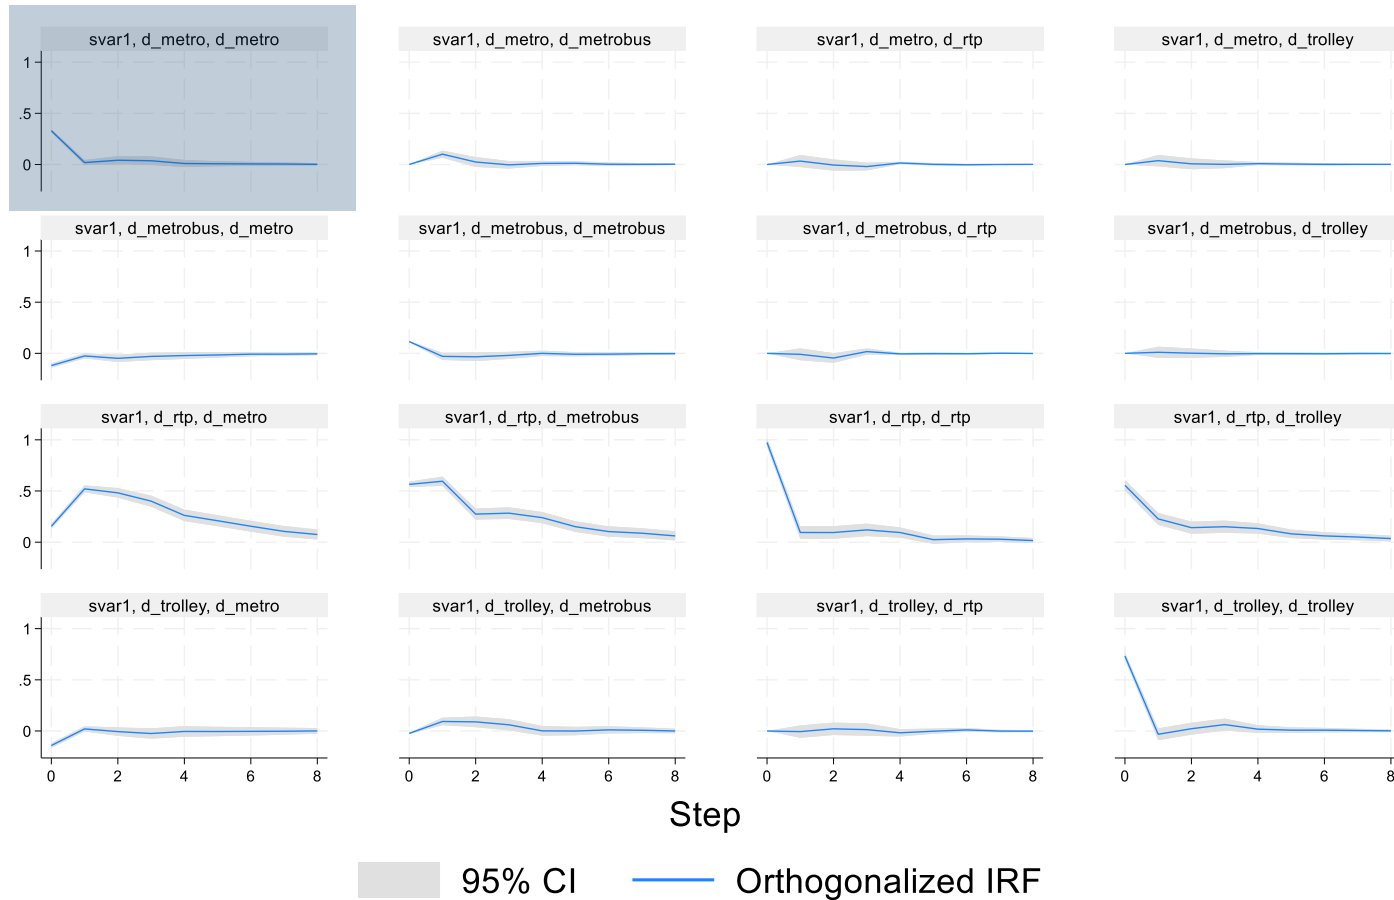 svar1, d_metro, d_metro
svar1, d_metro, d_metrobus
svar1, d_metro, d_rtp
svar1, d_metro, d_trolley
1
.5
0
svar1, d_metrobus, d_metro
svar1, d_metrobus, d_metrobus
svar1, d_metrobus, d_rtp
svar1, d_metrobus, d_trolley
1
.5
0
svar1, d_rtp, d_metro
svar1, d_rtp, d_metrobus
svar1, d_rtp, d_rtp
svar1, d_rtp, d_trolley
1
.5
0
svar1, d_trolley, d_metro
svar1, d_trolley, d_metrobus
svar1, d_trolley, d_rtp
svar1, d_trolley, d_trolley
1
.5
0
0 2 4 6 8
0 2 4 6 8
0 2 4 6 8
0 2 4 6 8
Step
95% CI
Orthogonalized IRF